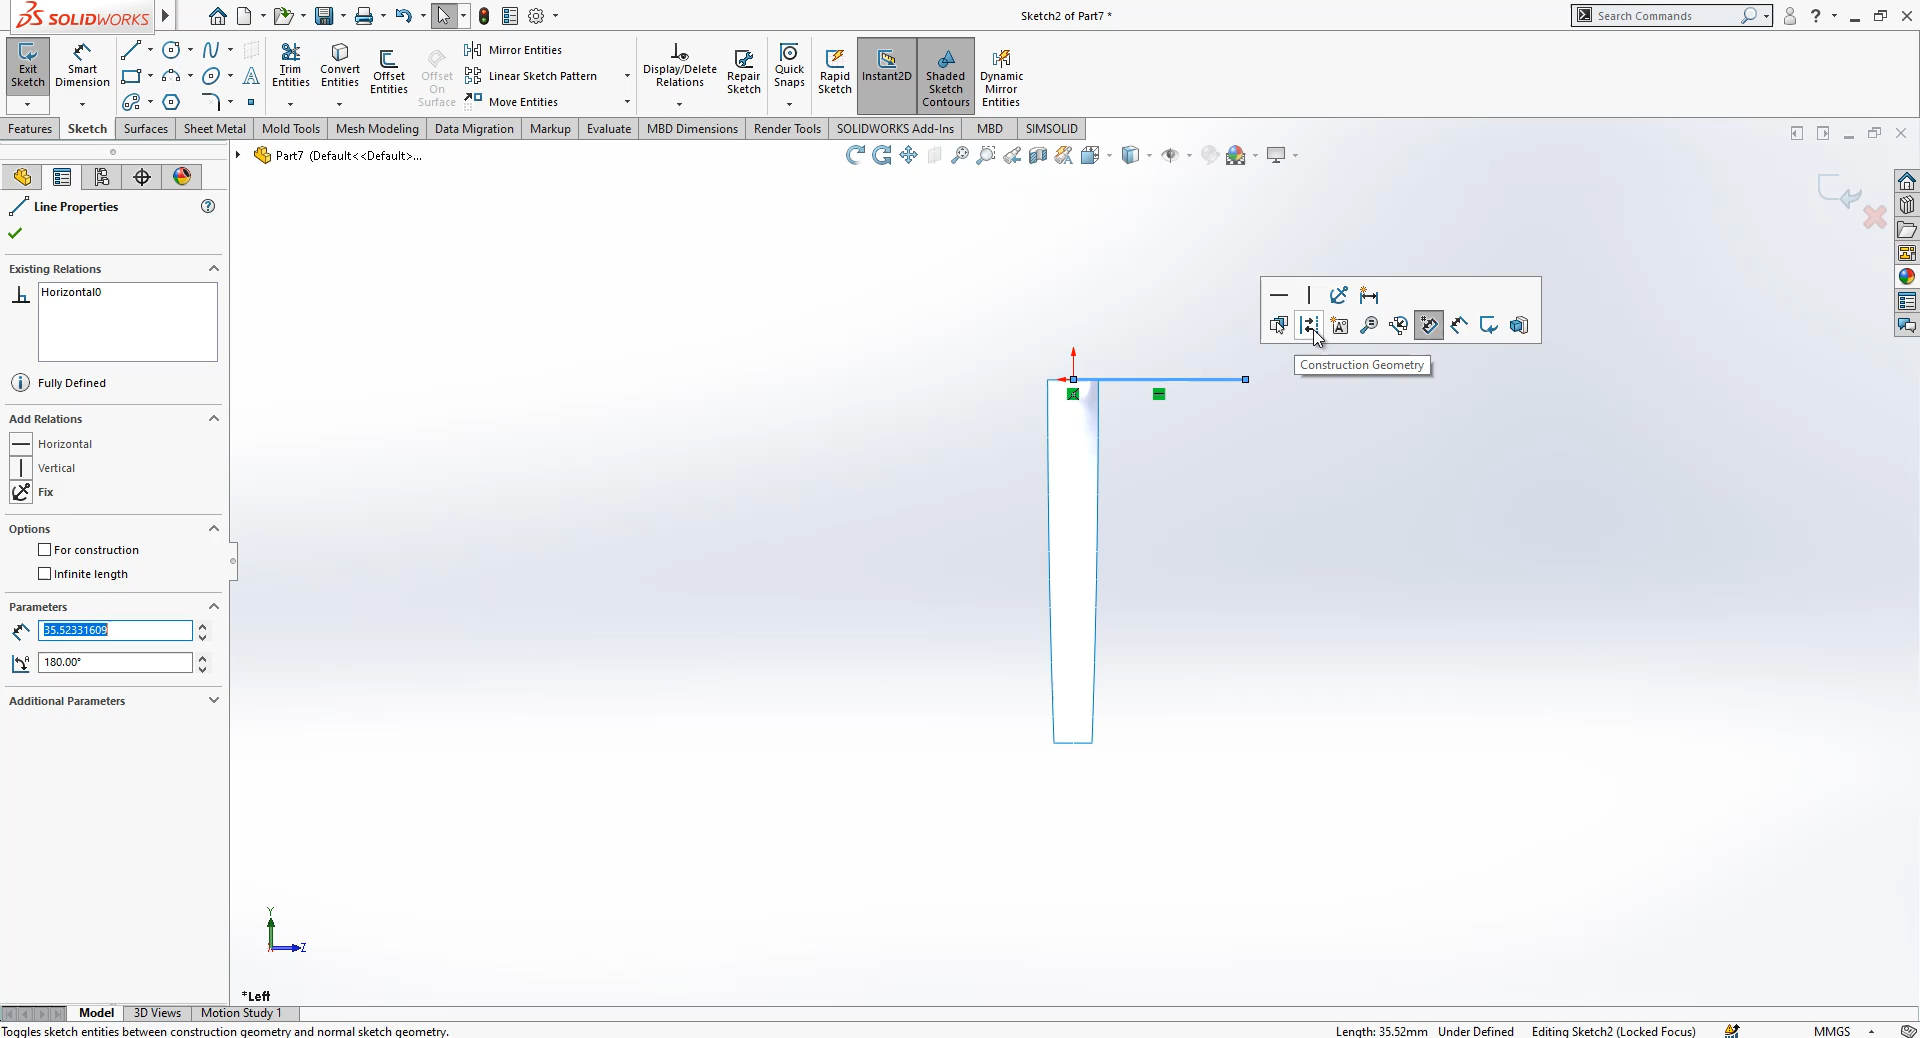 SOLIDWORKS
Sketch2 of Part7 *
Search Commands
Exit Sketch
Smart Dimension
Trim Entities
Convert Entities
Offset Entities
Offset On Surface
Mirror Entities
Linear Sketch Pattern
Move Entities
Display/Delete Relations
Repair Sketch
Quick Snaps
Rapid Sketch
Instant2D
Shaded Sketch Contours
Dynamic Mirror Entities
Features Sketch Surfaces Sheet Metal Mold Tools Mesh Modeling Data Migration Markup Evaluate MBD Dimensions Render Tools SOLIDWORKS Add-Ins MBD SIMSOLID
Part7 (Default<<Default>...
Line Properties
Existing Relations
Horizontal0
Fully Defined
Add Relations
Horizontal
Vertical
Fix
Options
For construction
Infinite length
Parameters
35.52331609
180.00°
Additional Parameters
Construction Geometry
Y
Z
*Left
Model 3D Views Motion Study 1
Toggles sketch entities between construction geometry and normal sketch geometry.
Length: 35.52mm Under Defined Editing Sketch2 (Locked Focus) MMGS